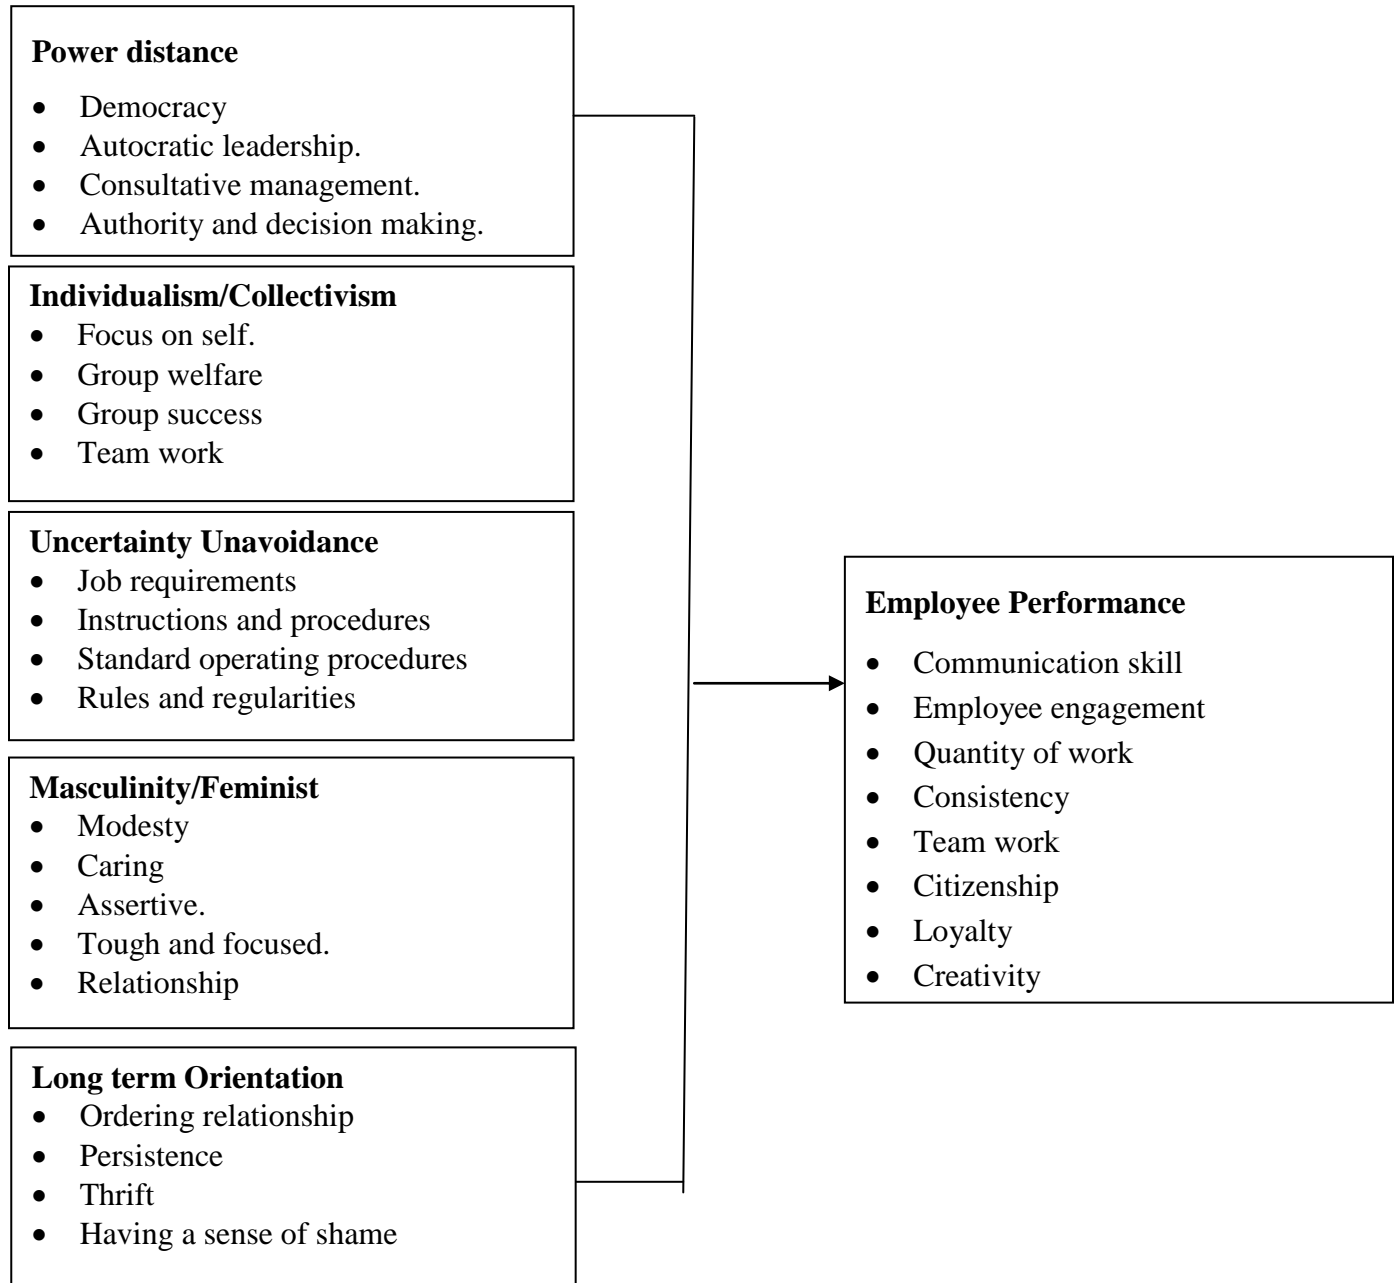 Power distance
• Democracy
• Autocratic leadership.
• Consultative management.
• Authority and decision making.
Individualism/Collectivism
• Focus on self.
• Group welfare
• Group success
• Team work
Uncertainty Unavoidance
• Job requirements
• Instructions and procedures
• Standard operating procedures
• Rules and regularities
Masculinity/Feminist
• Modesty
• Caring
• Assertive.
• Tough and focused.
• Relationship
Long term Orientation
• Ordering relationship
• Persistence
• Thrift
• Having a sense of shame
Employee Performance
• Communication skill
• Employee engagement
• Quantity of work
• Consistency
• Team work
• Citizenship
• Loyalty
• Creativity